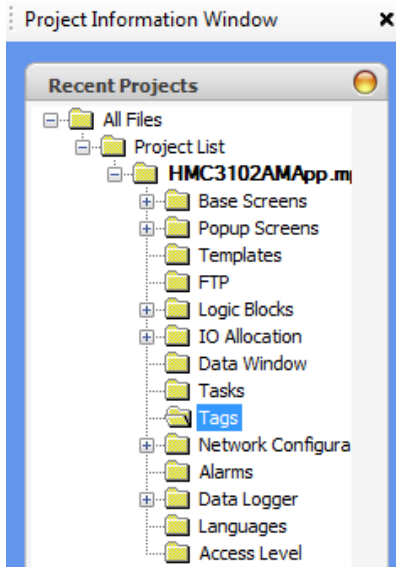 Project Information Window
Recent Projects
All Files
Project List
HMC3102AMApp.mp
Base Screens
Popup Screens
Templates
FTP
Logic Blocks
IO Allocation
Data Window
Tasks
Tags
Network Configura
Alarms
Data Logger
Languages
Access Level